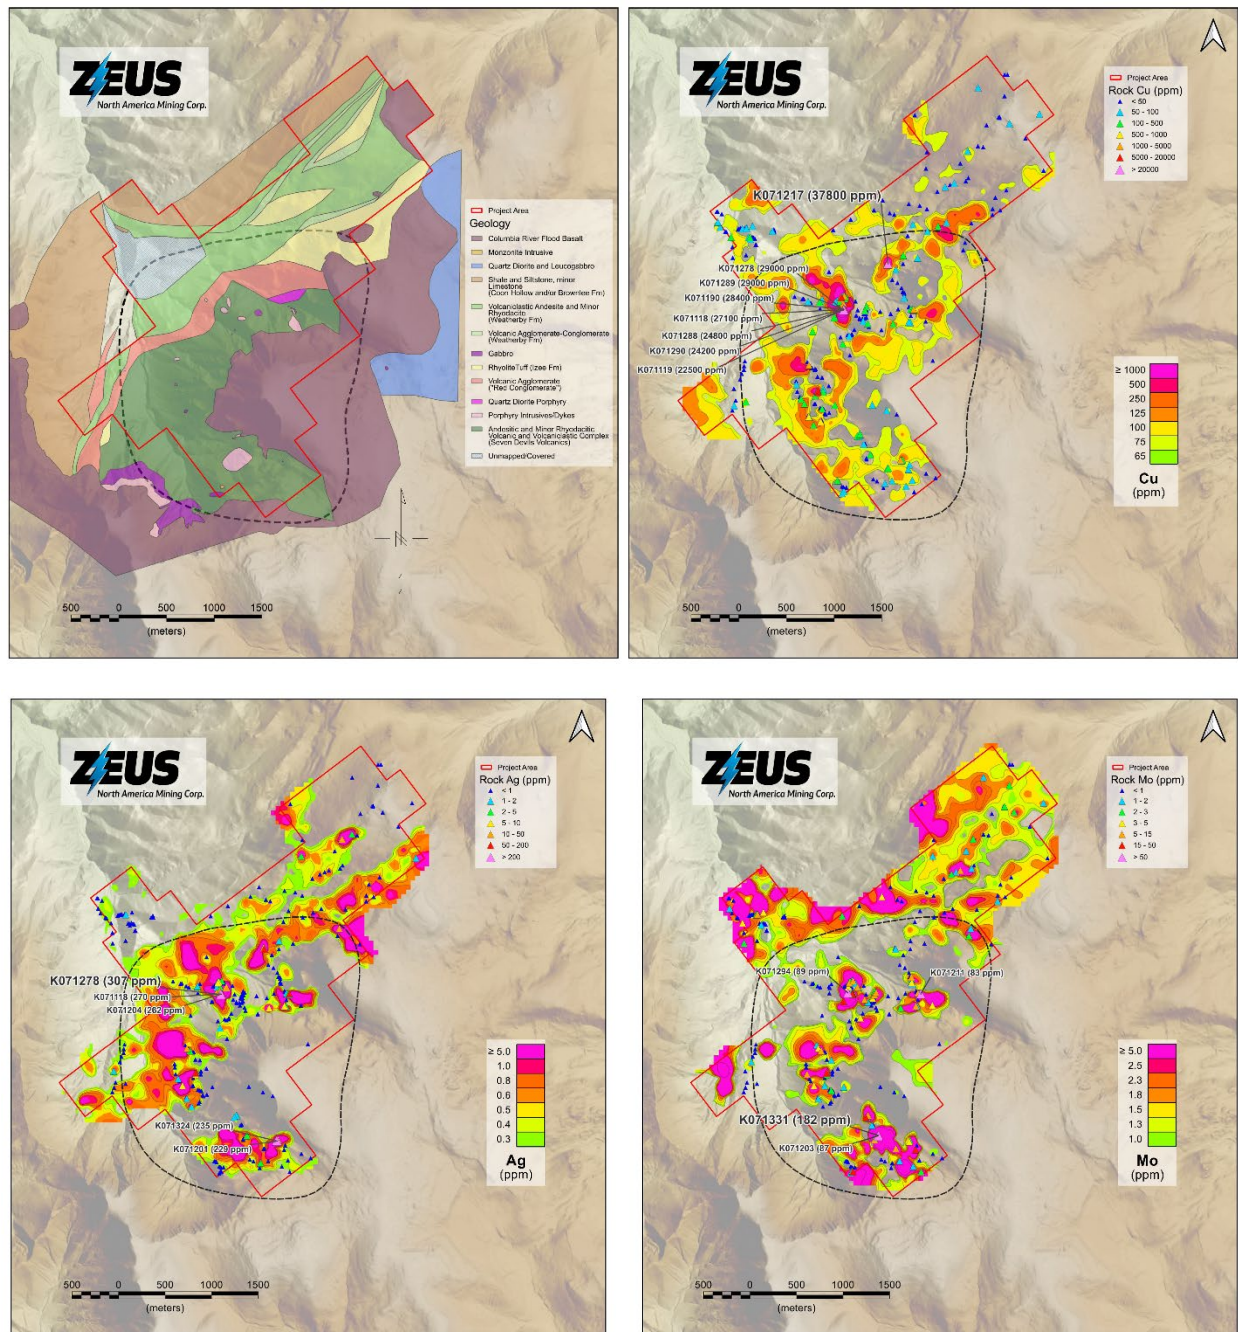 ZEUS
North America Mining Corp.
Project Area
Geology
Columbia River Flood Basalt
Monzonite Intrusive
Quartz Diorite and Leucogabbro
Shale and Siltstone, minor
Limestone
(Coon Hollow and/or Brownlee Fm)
Volcaniclastic Andesite and Minor
Rhyodacite
(Weatherby Fm)
Volcanic Agglomerate-Conglomerate
(Weatherby Fm)
Gabbro
RhyoliteTuff (Izee Fm)
Volcanic Agglomerate
("Red Conglomerate")
Quartz Diorite Porphyry
Porphyry Intrusives/Dykes
Andesitic and Minor Rhyodacitic
Volcanic and Volcaniclastic Complex
(Seven Devils Volcanics)
Unmapped/Covered
500 0 500 1000 1500
(meters)
ZEUS
North America Mining Corp.
Project Area
Rock Cu (ppm)
< 50
50 - 100
100 - 500
500 - 1000
1000 - 5000
5000 - 20000
> 20000
K071217 (37800 ppm)
K071278 (29000 ppm)
K071289 (29000 ppm)
K071190 (28400 ppm)
K071118 (27100 ppm)
K071288 (24800 ppm)
K071290 (24200 ppm)
K071119 (22500 ppm)
≥ 1000
500
250
125
100
75
65
Cu
(ppm)
500 0 500 1000 1500
(meters)
ZEUS
North America Mining Corp.
Project Area
Rock Ag (ppm)
< 1
1 - 2
2 - 5
5 - 10
10 - 50
50 - 200
> 200
K071278 (307 ppm)
K071118 (270 ppm)
K071204 (262 ppm)
K071324 (235 ppm)
K071201 (229 ppm)
≥ 5.0
1.0
0.8
0.6
0.5
0.4
0.3
Ag
(ppm)
500 0 500 1000 1500
(meters)
ZEUS
North America Mining Corp.
Project Area
Rock Mo (ppm)
< 1
1 - 2
2 - 3
3 - 5
5 - 15
15 - 50
> 50
K071294 (89 ppm)
K071211 (83 ppm)
K071331 (182 ppm)
K071203 (87 ppm)
≥ 5.0
2.5
2.3
1.8
1.5
1.3
1.0
Mo
(ppm)
500 0 500 1000 1500
(meters)